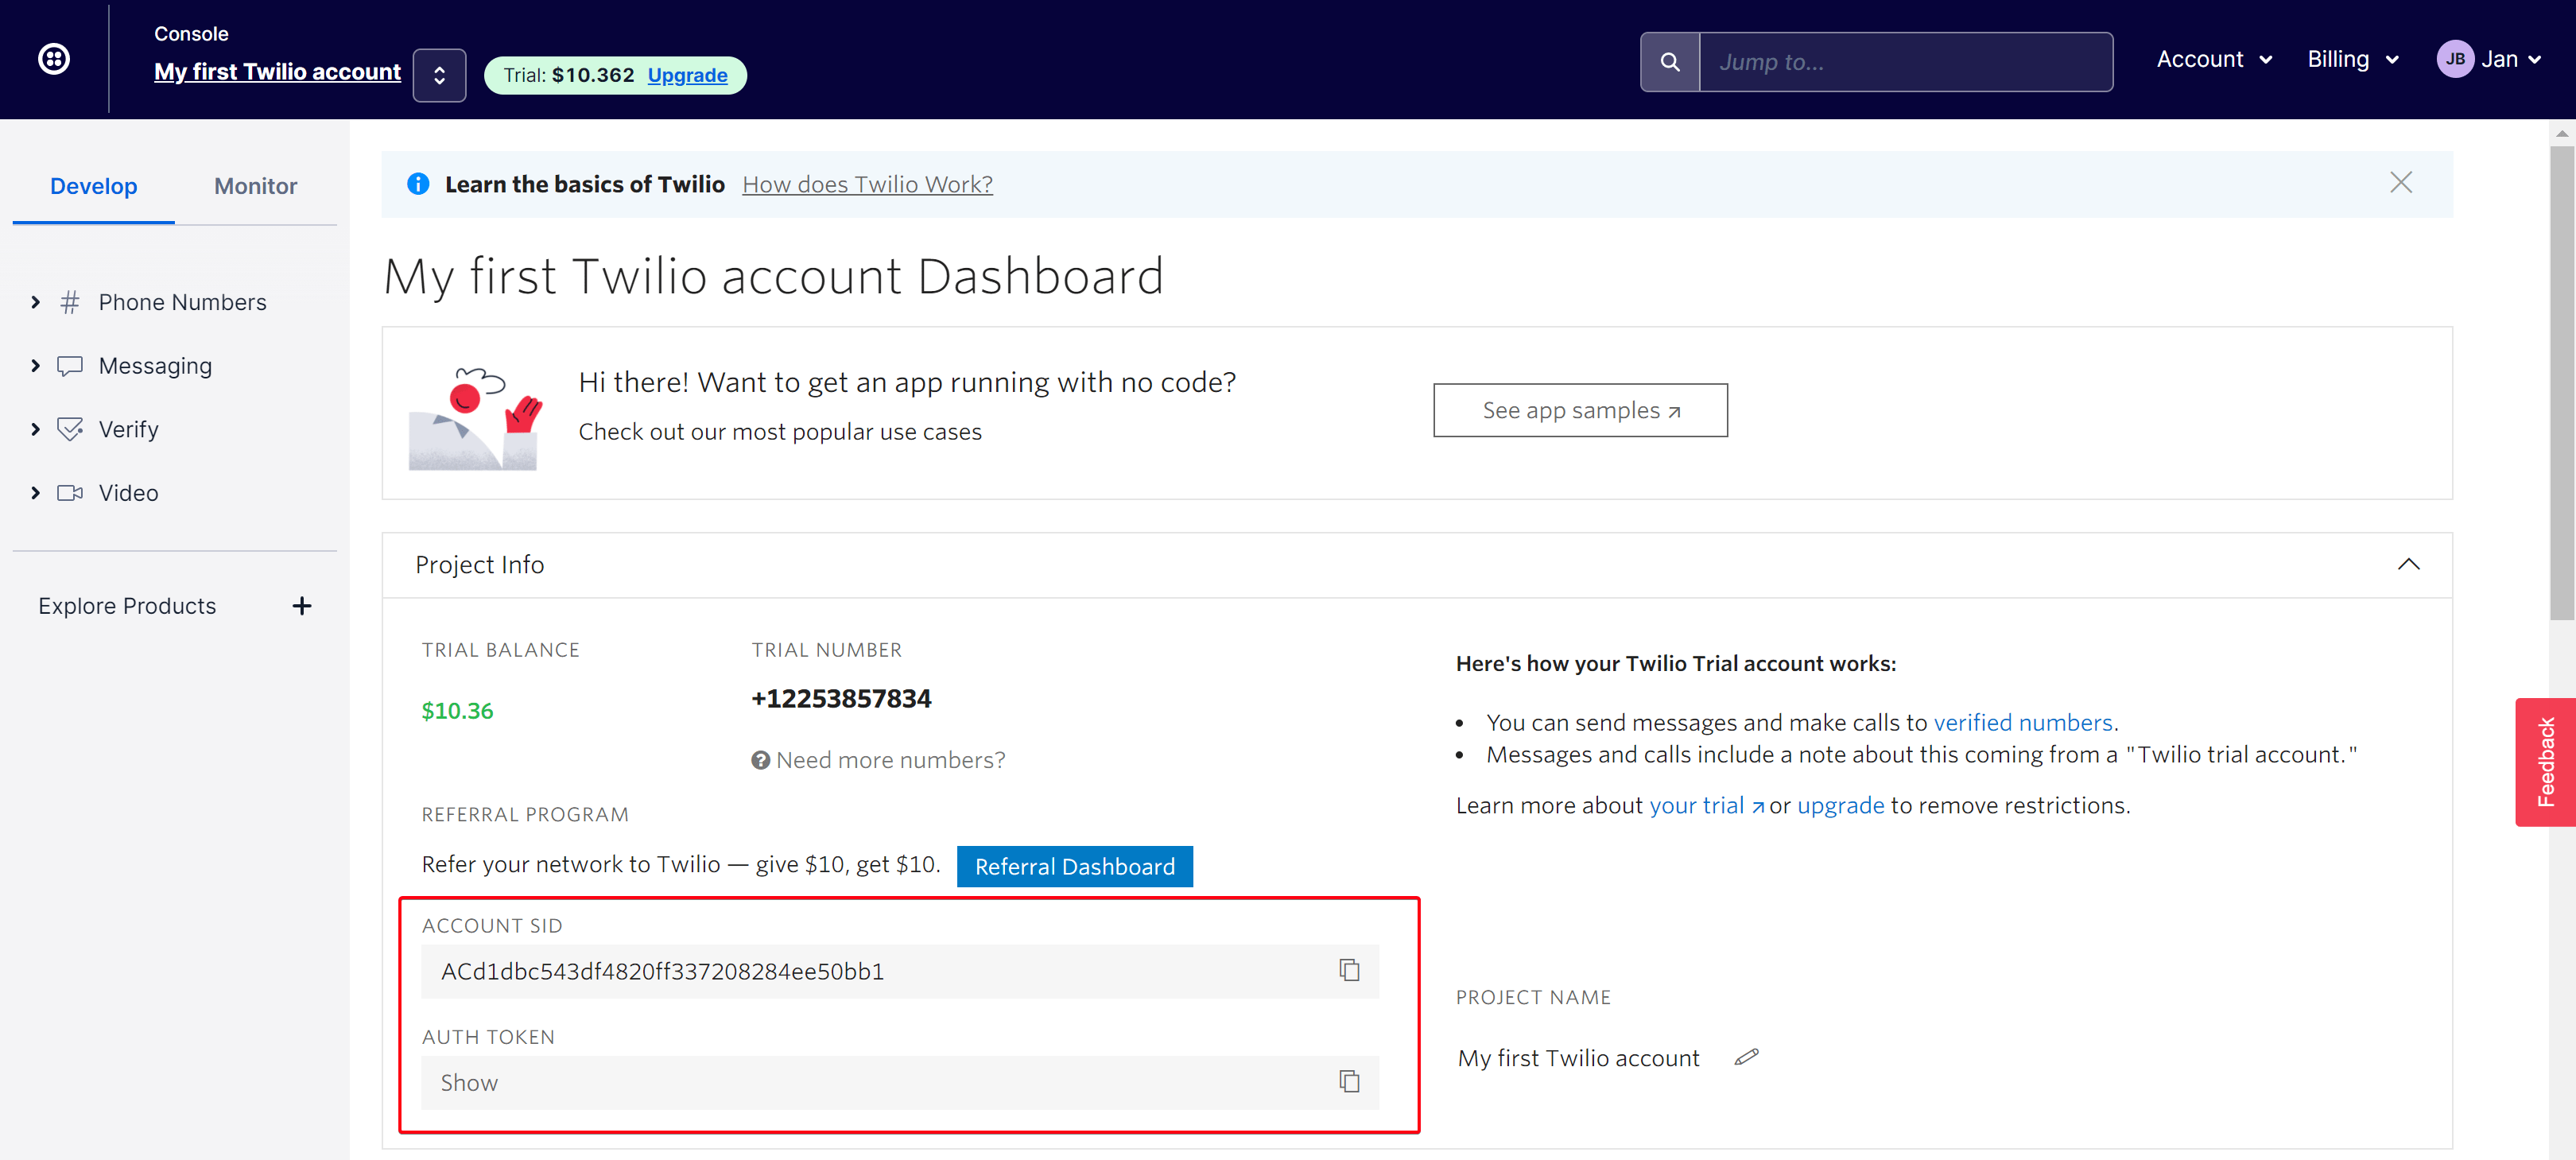 Console
My first Twilio account
Trial: $10.362 Upgrade
Jump to...
Account
Billing
JB Jan
Develop
Monitor
Phone Numbers
Messaging
Verify
Video
Explore Products
Learn the basics of Twilio How does Twilio Work?
My first Twilio account Dashboard
Hi there! Want to get an app running with no code?
Check out our most popular use cases
See app samples
Project Info
TRIAL BALANCE
$10.36
TRIAL NUMBER
+12253857834
Need more numbers?
REFERRAL PROGRAM
Refer your network to Twilio — give $10, get $10. Referral Dashboard
ACCOUNT SID
ACd1dbc543df4820ff337208284ee50bb1
AUTH TOKEN
Show
Here's how your Twilio Trial account works:
• You can send messages and make calls to verified numbers.
• Messages and calls include a note about this coming from a "Twilio trial account."
Learn more about your trial or upgrade to remove restrictions.
PROJECT NAME
My first Twilio account
Feedback